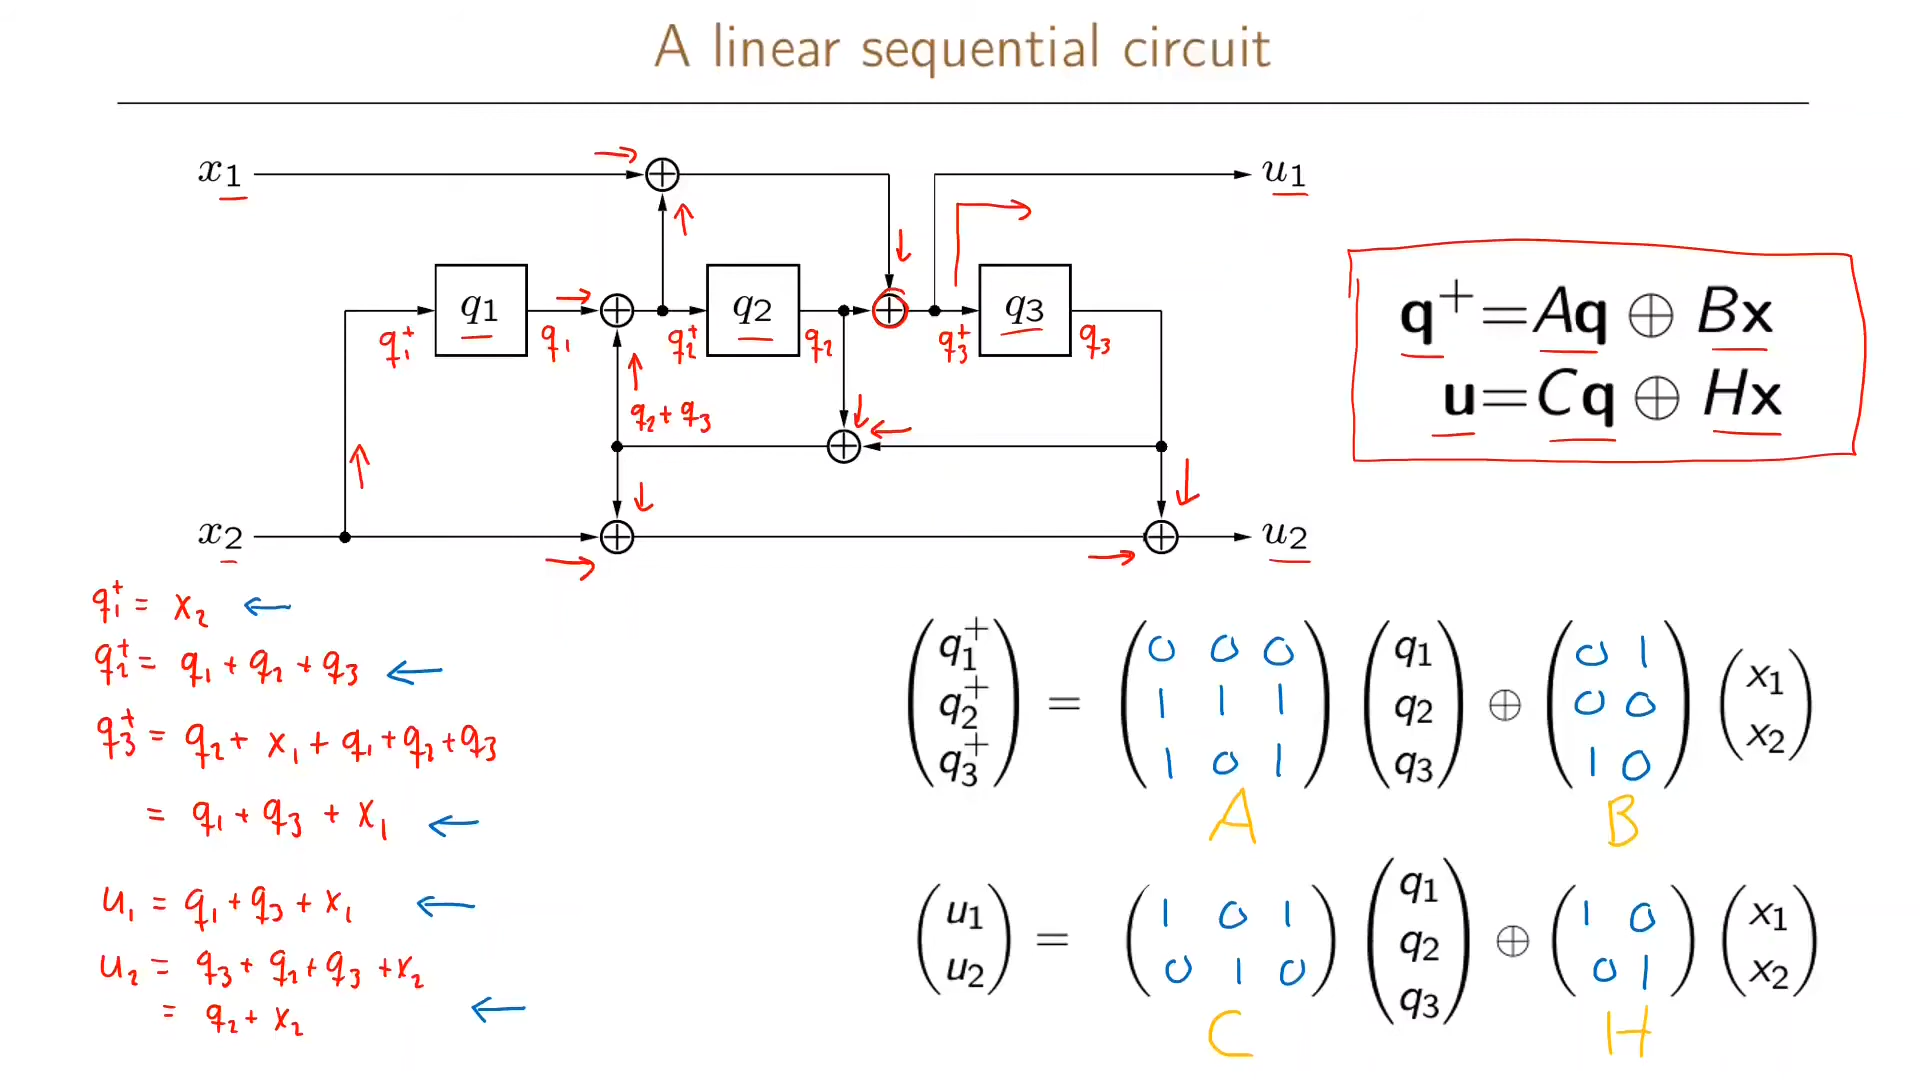 A linear sequential circuit
x₁ ⊕ u₁
q₁ ⊕ q₂ ⊕ q₃
q₁⁺ q₁ q₂⁺ q₂ q₃⁺ q₃
q₂ + q₃
⊕
x₂ ⊕ ⊕ u₂
q⁺=Aq ⊕ Bx
u=Cq ⊕ Hx
q₁⁺ = x₂ ←
q₂⁺ = q₁ + q₂ + q₃ ←
q₃⁺ = q₂ + x₁ + q₁ + q₂ + q₃
= q₁ + q₃ + x₁ ←
u₁ = q₁ + q₃ + x₁ ←
u₂ = q₃ + q₂ + q₃ + x₂
= q₂ + x₂ ←
(q₁⁺) (0 0 0) (q₁) (0 1) (x₁)
(q₂⁺) = (1 1 1) (q₂) ⊕ (0 0) (x₂)
(q₃⁺) (1 0 1) (q₃) (1 0)
A B
(u₁) = (1 0 1) (q₁) ⊕ (1 0) (x₁)
(u₂) (0 1 0) (q₂) (0 1) (x₂)
(q₃)
C H